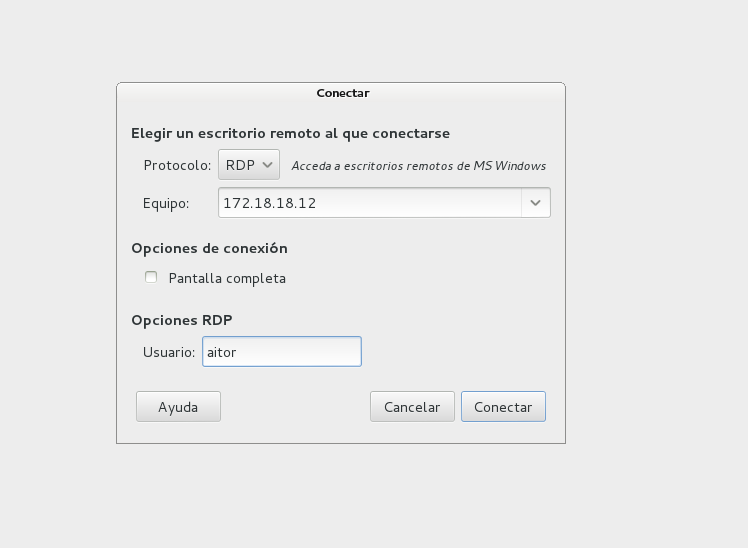 Conectar
Elegir un escritorio remoto al que conectarse
Protocolo: RDP Acceda a escritorios remotos de MS Windows
Equipo: 172.18.18.12
Opciones de conexión
Pantalla completa
Opciones RDP
Usuario: aitor
Ayuda Cancelar Conectar